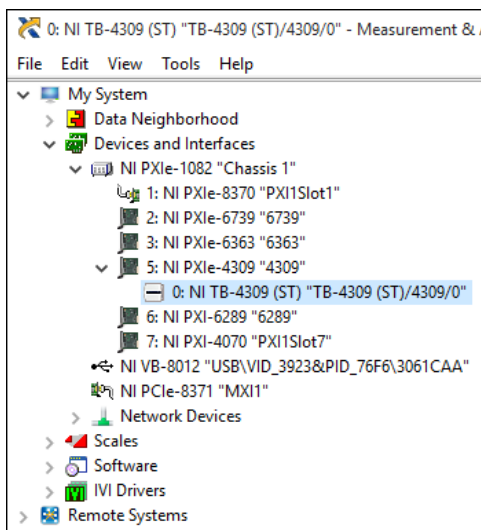 0: NI TB-4309 (ST) "TB-4309 (ST)/4309/0" - Measurement &
File Edit View Tools Help
My System
Data Neighborhood
Devices and Interfaces
NI PXIe-1082 "Chassis 1"
1: NI PXIe-8370 "PXI1Slot1"
2: NI PXIe-6739 "6739"
3: NI PXIe-6363 "6363"
5: NI PXIe-4309 "4309"
0: NI TB-4309 (ST) "TB-4309 (ST)/4309/0"
6: NI PXI-6289 "6289"
7: NI PXI-4070 "PXI1Slot7"
NI VB-8012 "USB\VID_3923&PID_76F6\3061CAA"
NI PCIe-8371 "MXI1"
Network Devices
Scales
Software
IVI Drivers
Remote Systems